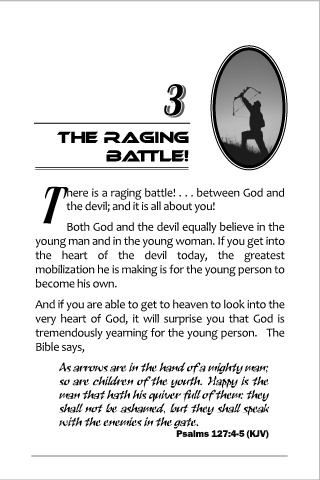 3
THE RAGING
BATTLE!
There is a raging battle! . . . between God and
the devil; and it is all about you!
Both God and the devil equally believe in the
young man and in the young woman. If you get into
the heart of the devil today, the greatest
mobilization he is making is for the young person to
become his own.
And if you are able to get to heaven to look into the
very heart of God, it will surprise you that God is
tremendously yearning for the young person. The
Bible says,
As arrows are in the hand of a mighty man;
so are children of the youth. Happy is the
man that hath his quiver full of them: they
shall not be ashamed, but they shall speak
with the enemies in the gate.
Psalms 127:4-5 (KJV)